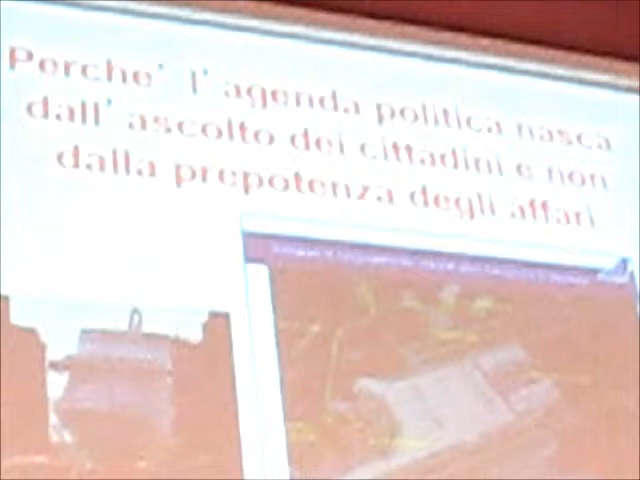 Perche' l'agenda politica nasca
dall' ascolto dei cittadini e non
dalla prepotenza degli affari